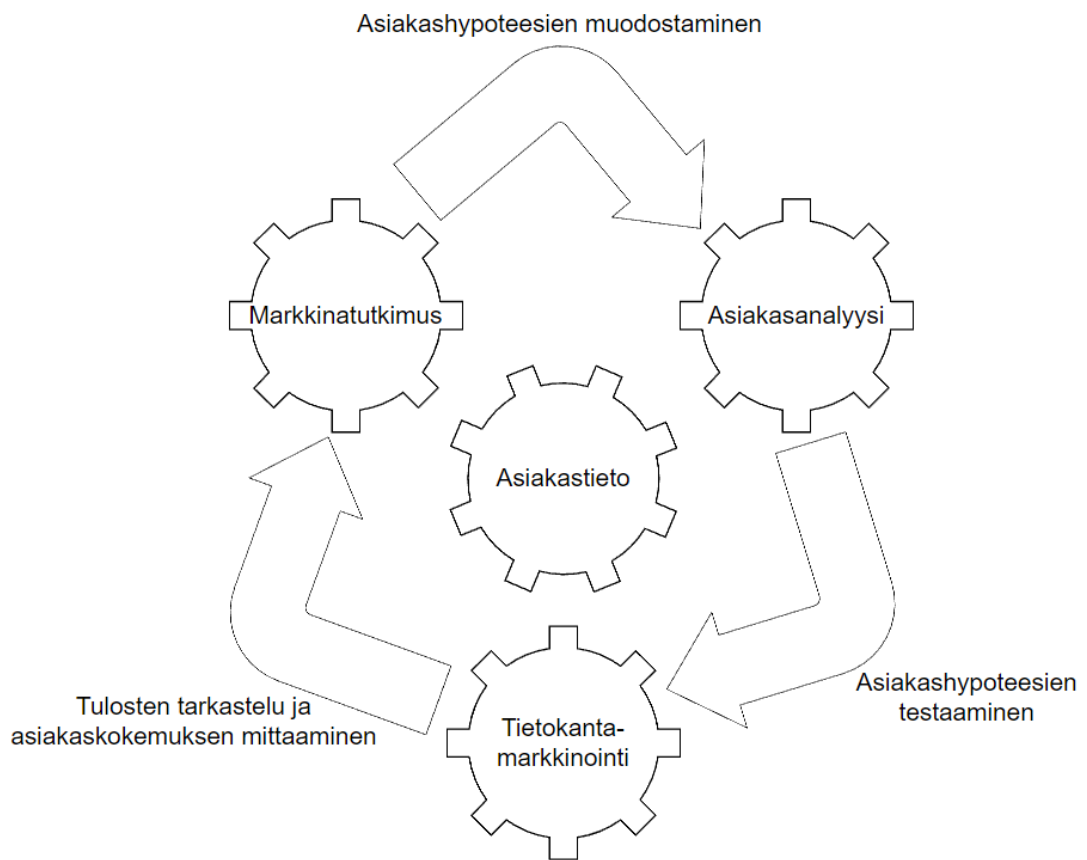 Asiakashypoteesien muodostaminen
Markkinatutkimus
Asiakasanalyysi
Asiakastieto
Asiakashypoteesien
testaaminen
Tulosten tarkastelu ja
asiakaskokemuksen mittaaminen
Tietokanta-
markkinointi